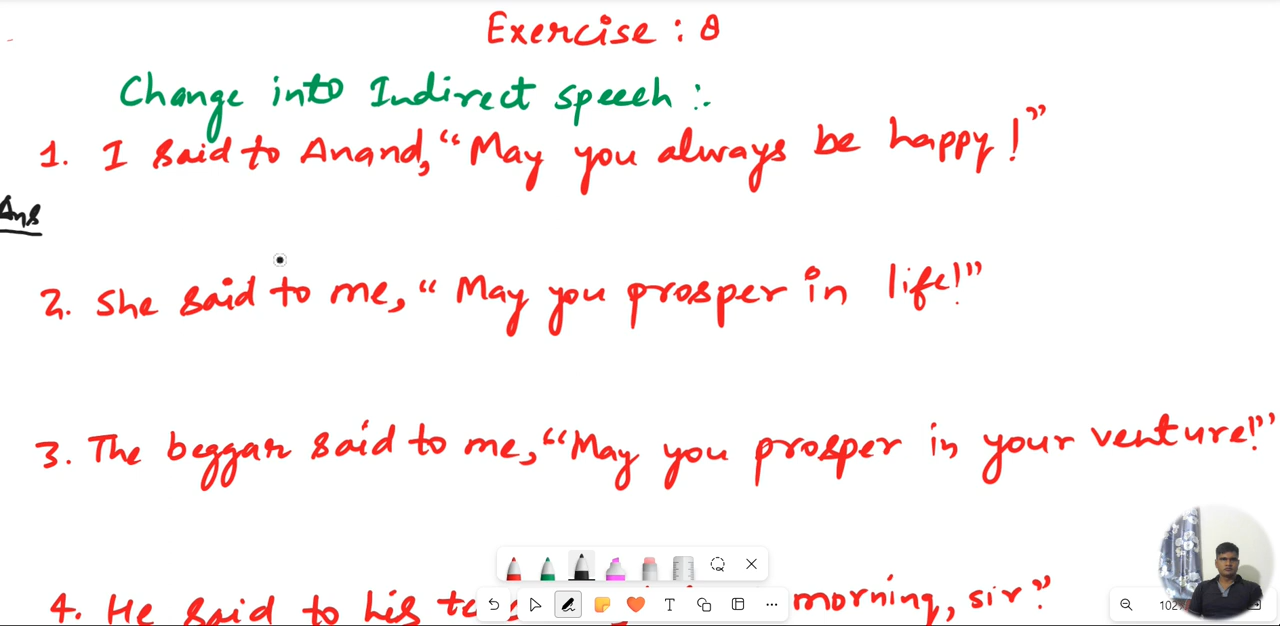 Exercise : 8
Change into Indirect speech :-
1. I said to Anand, "May you always be happy!"
Ans
2. She said to me, "May you prosper in life!"
3. The beggar said to me, "May you prosper in your venture!"
4. He said to his morning, sir"
T